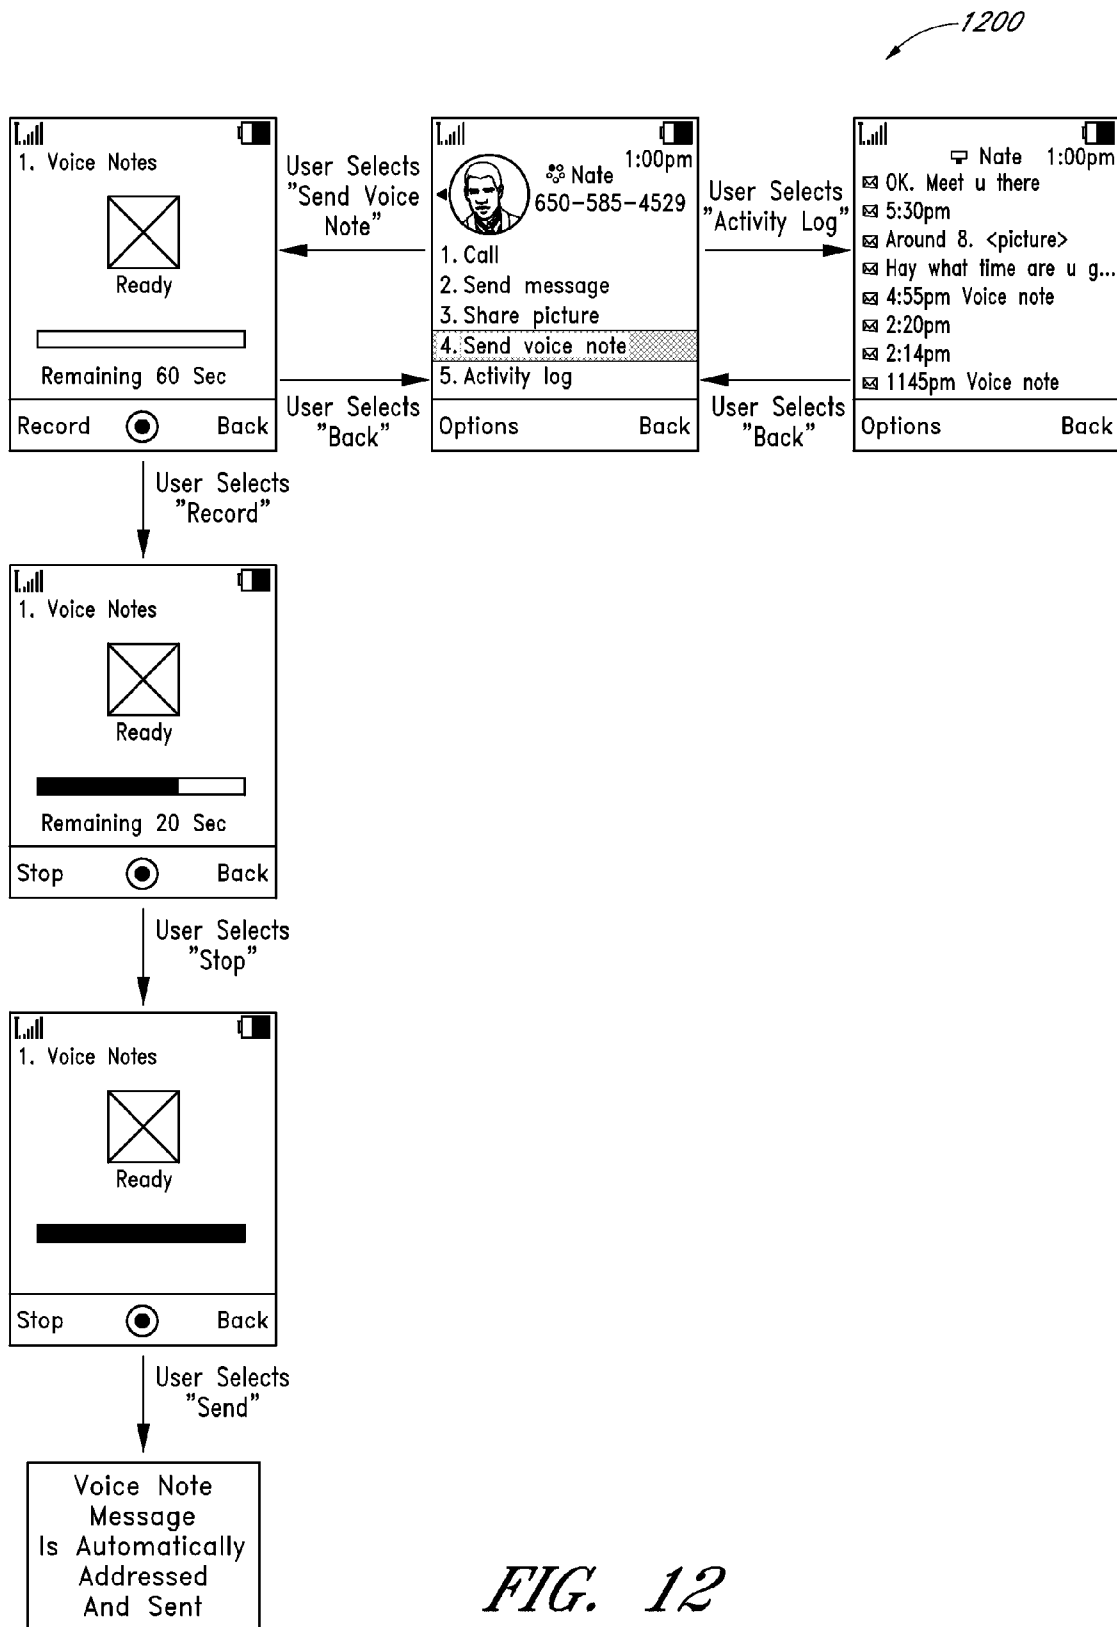 1200
1. Voice Notes
Ready
Remaining 60 Sec
Record Back
User Selects
"Send Voice
Note"
User Selects
"Back"
1:00pm
Nate
650-585-4529
1. Call
2. Send message
3. Share picture
4. Send voice note
5. Activity log
Options Back
User Selects
"Activity Log"
User Selects
"Back"
Nate 1:00pm
OK. Meet u there
5:30pm
Around 8. <picture>
Hay what time are u g...
4:55pm Voice note
2:20pm
2:14pm
1145pm Voice note
Options Back
User Selects
"Record"
1. Voice Notes
Ready
Remaining 20 Sec
Stop Back
User Selects
"Stop"
1. Voice Notes
Ready
Stop Back
User Selects
"Send"
Voice Note
Message
Is Automatically
Addressed
And Sent
FIG. 12